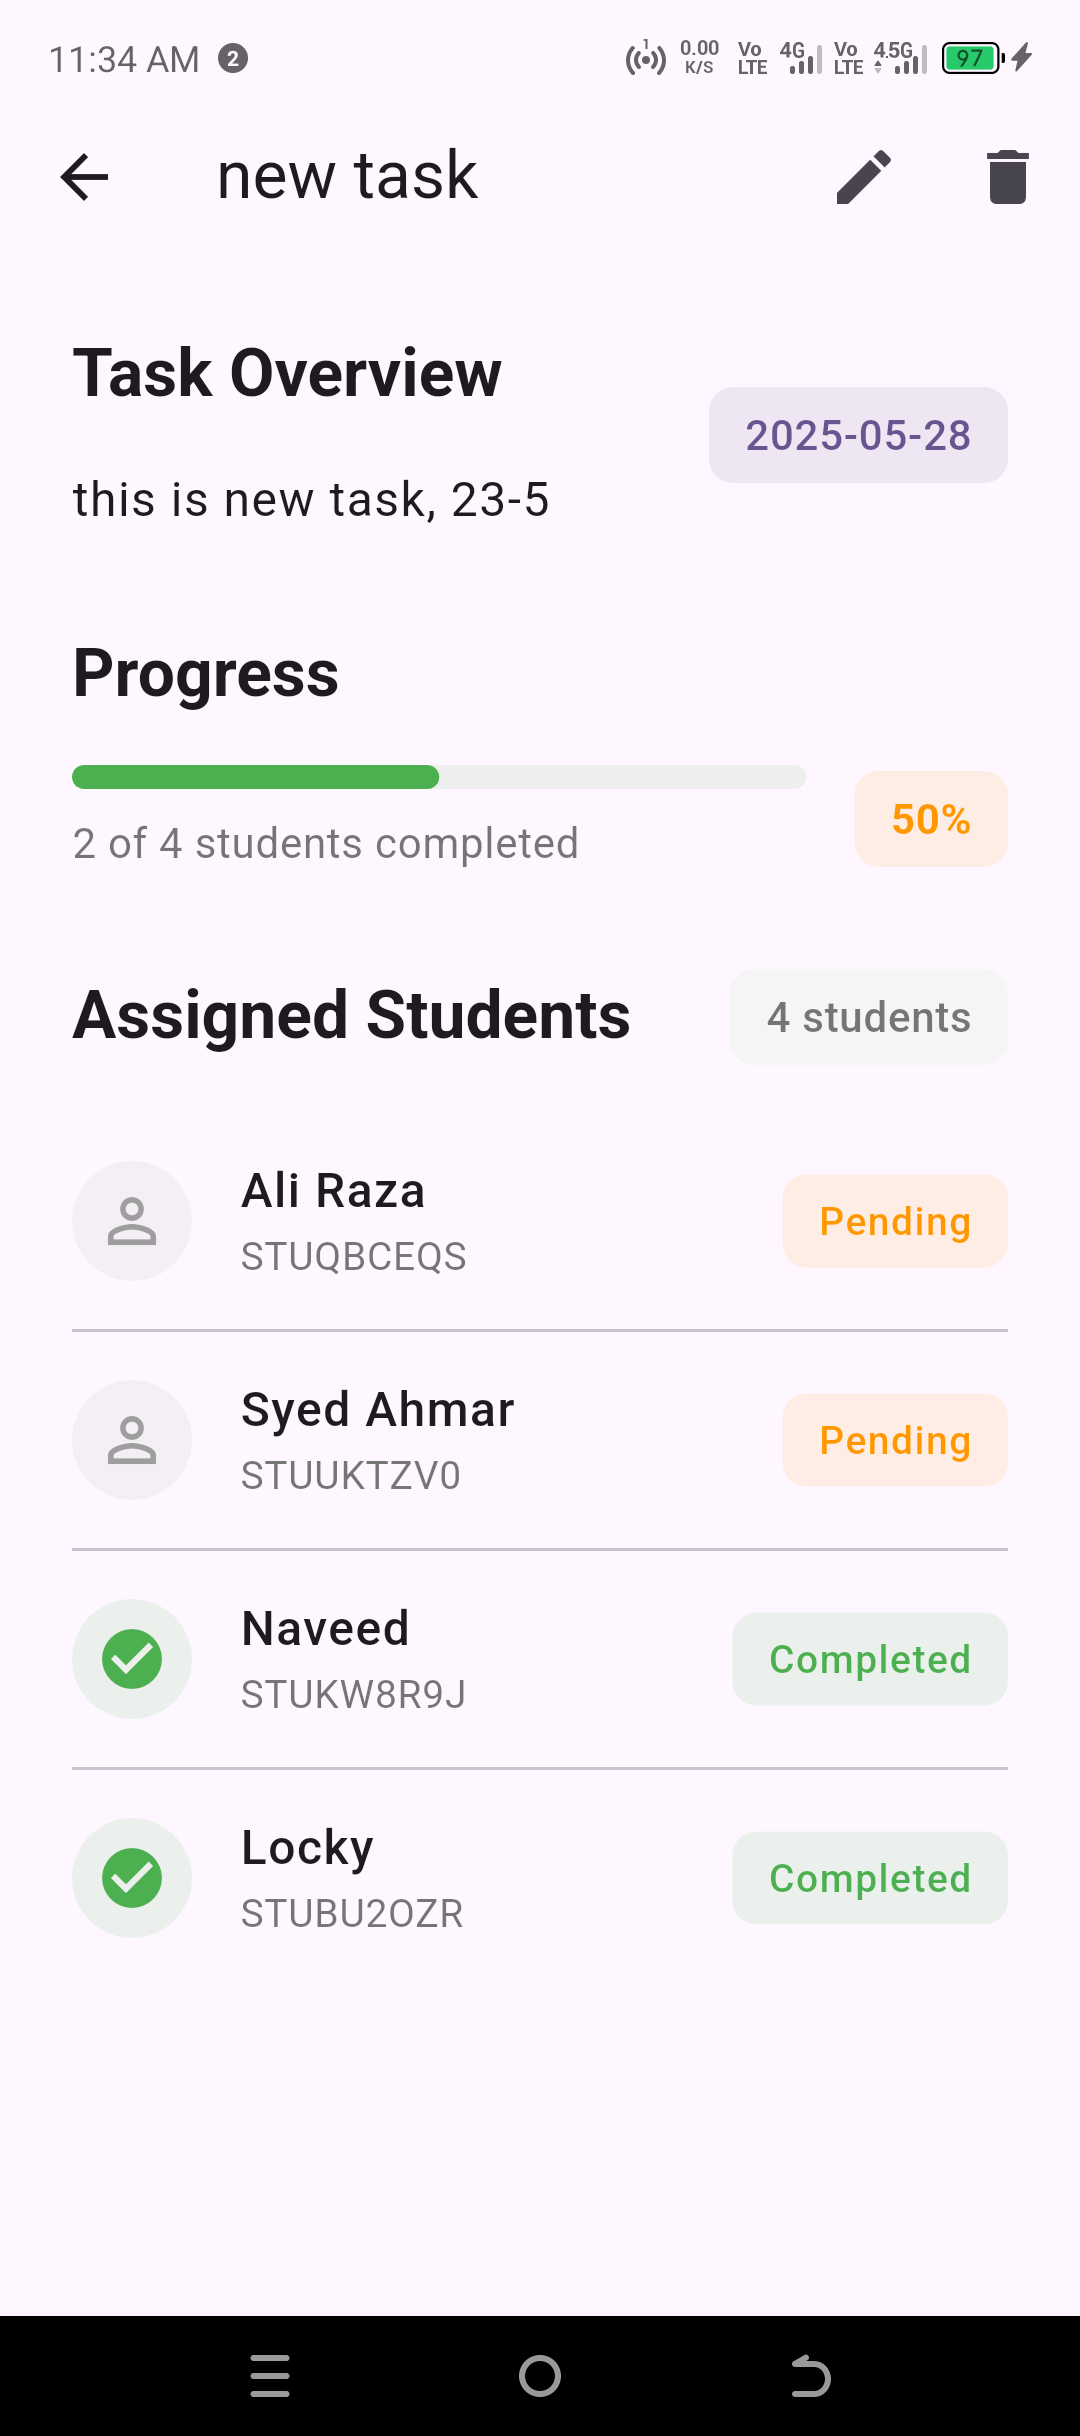 11:34 AM 2 1 0.00 K/S Vo LTE 4G Vo LTE 4.5G 97
new task
Task Overview
2025-05-28
this is new task, 23-5
Progress
2 of 4 students completed
50%
Assigned Students
4 students
Ali Raza
STUQBCEQS
Pending
Syed Ahmar
STUUKTZV0
Pending
Naveed
STUKW8R9J
Completed
Locky
STUBU2OZR
Completed